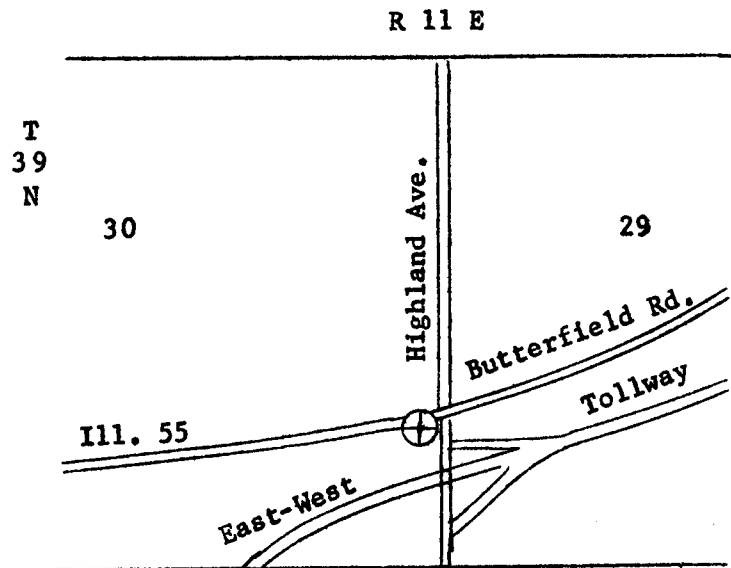 R 11 E
T
39
N
30
29
Highland Ave.
Butterfield Rd.
Tollway
Ill. 55
East-West